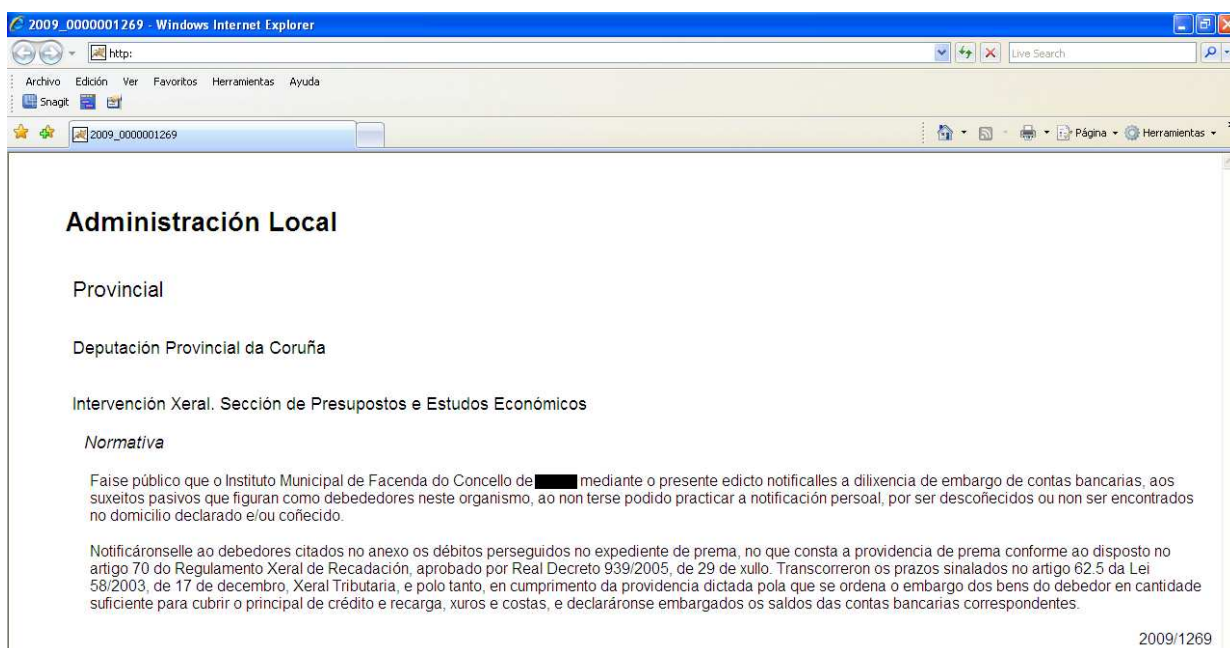 2009_0000001269 - Windows Internet Explorer
http:
Live Search
Archivo Edición Ver Favoritos Herramientas Ayuda
Snagit
2009_0000001269
Página Herramientas
Administración Local
Provincial
Deputación Provincial da Coruña
Intervención Xeral. Sección de Presupostos e Estudos Económicos
Normativa
Faise público que o Instituto Municipal de Facenda do Concello de mediante o presente edicto notificalles a dilixencia de embargo de contas bancarias, aos
suxeitos pasivos que figuran como debededores neste organismo, ao non terse podido practicar a notificación persoal, por ser descoñecidos ou non ser encontrados
no domicilio declarado e/ou coñecido.
Notificáronselle ao debedores citados no anexo os débitos perseguidos no expediente de prema, no que consta a providencia de prema conforme ao disposto no
artigo 70 do Regulamento Xeral de Recadación, aprobado por Real Decreto 939/2005, de 29 de xullo. Transcorreron os prazos sinalados no artigo 62.5 da Lei
58/2003, de 17 de decembro, Xeral Tributaria, e polo tanto, en cumprimento da providencia dictada pola que se ordena o embargo dos bens do debedor en cantidade
suficiente para cubrir o principal de crédito e recarga, xuros e costas, e declaráronse embargados os saldos das contas bancarias correspondentes.
2009/1269